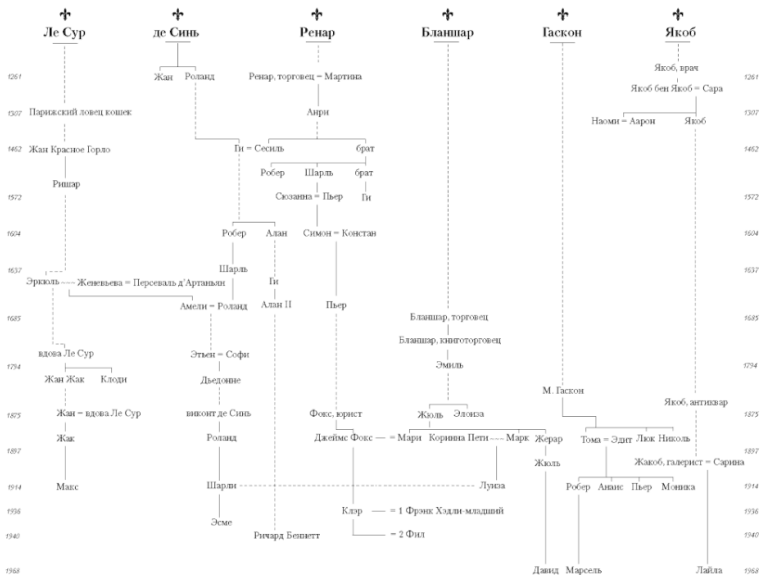 Ле Сур де Синь Ренар Бланшар Гаскон Якоб
Якоб, врач
1261 Жан Роланд Ренар, торговец = Мартина 1261
Якоб бен Якоб = Сара
1307 Парижский ловец кошек Анри Наоми = Аарон Якоб 1307
1462 Жан Красное Горло Ги = Сесиль брат 1462
Робер Шарль брат
Ришар
1572 Сюзанна = Пьер Ги 1572
1604 Робер Алан Симон = Констан 1604
1637 Шарль 1637
Эркюль Женевьева = Персеваль д’Артаньян Ги
Амели = Роланд Алан II Пьер
1685 Бланшар, торговец 1685
Бланшар, книготорговец
вдова Ле Сур Этьен = Софи
1794 Эмиль 1794
Жан Жак Клоди Дьедонне
М. Гаскон
Якоб, антиквар
1875 Жан = вдова Ле Сур виконт де Синь Фокс, юрист Жюль Элоиза 1875
Жак Роланд Джеймс Фокс = Мари Коринна Пети Марк Жерар Тома = Эдит Люк Николь
1897 1897
Жюль Жакоб, галерист = Сарина
1914 Макс Шарли Луиза Робер Анаис Пьер Моника 1914
1936 Клэр = 1 Фрэнк Хэдли-младший 1936
Эсме
1940 Ричард Беннетт = 2 Фил 1940
1968 Давид Марсель Лайла 1968